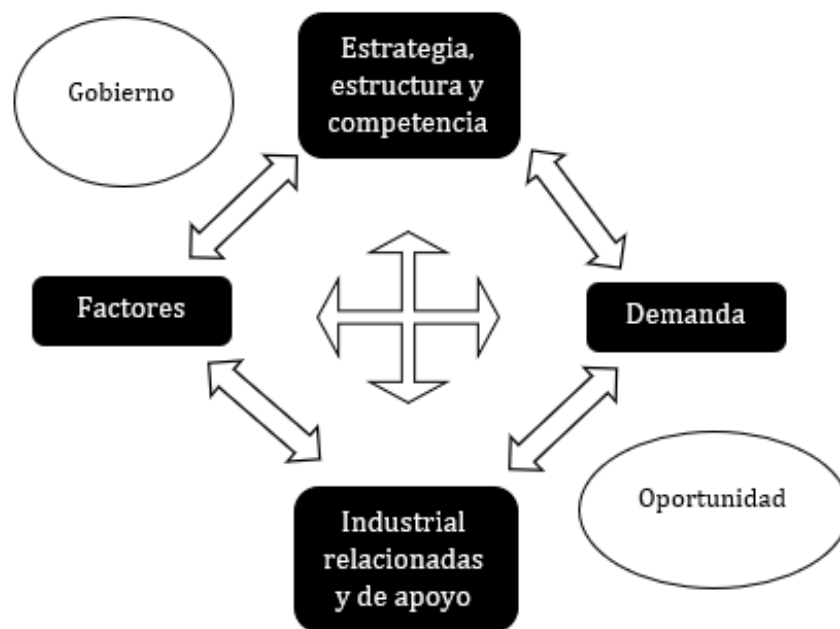 Gobierno
Estrategia,
estructura y
competencia
Factores
Demanda
Industrial
relacionadas
y de apoyo
Oportunidad